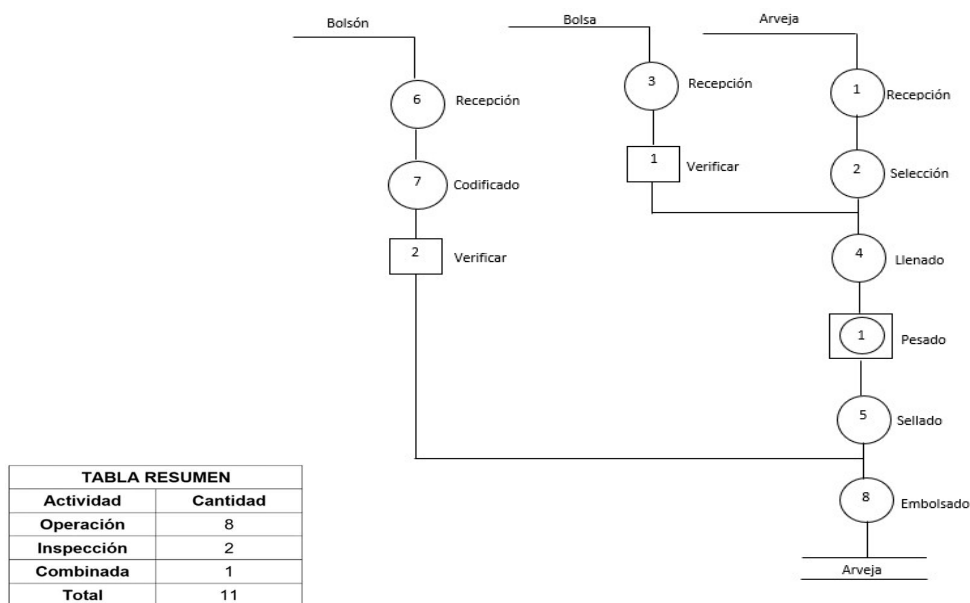 Bolsón
Bolsa
Arveja
6
Recepción
3
Recepción
1
Recepción
7
Codificado
1
Verificar
2
Selección
2
Verificar
4
Llenado
1
Pesado
5
Sellado
8
Embolsado
Arveja
TABLA RESUMEN
Actividad Cantidad
Operación 8
Inspección 2
Combinada 1
Total 11